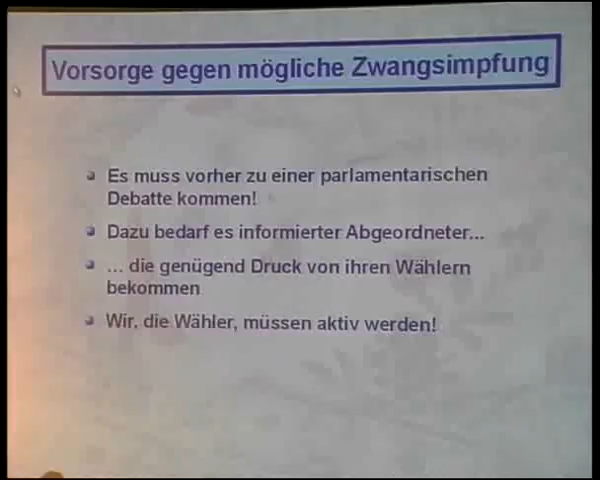 Vorsorge gegen mögliche Zwangsimpfung
Es muss vorher zu einer parlamentarischen
Debatte kommen!
Dazu bedarf es informierter Abgeordneter...
... die genügend Druck von ihren Wählern
bekommen
Wir, die Wähler, müssen aktiv werden!